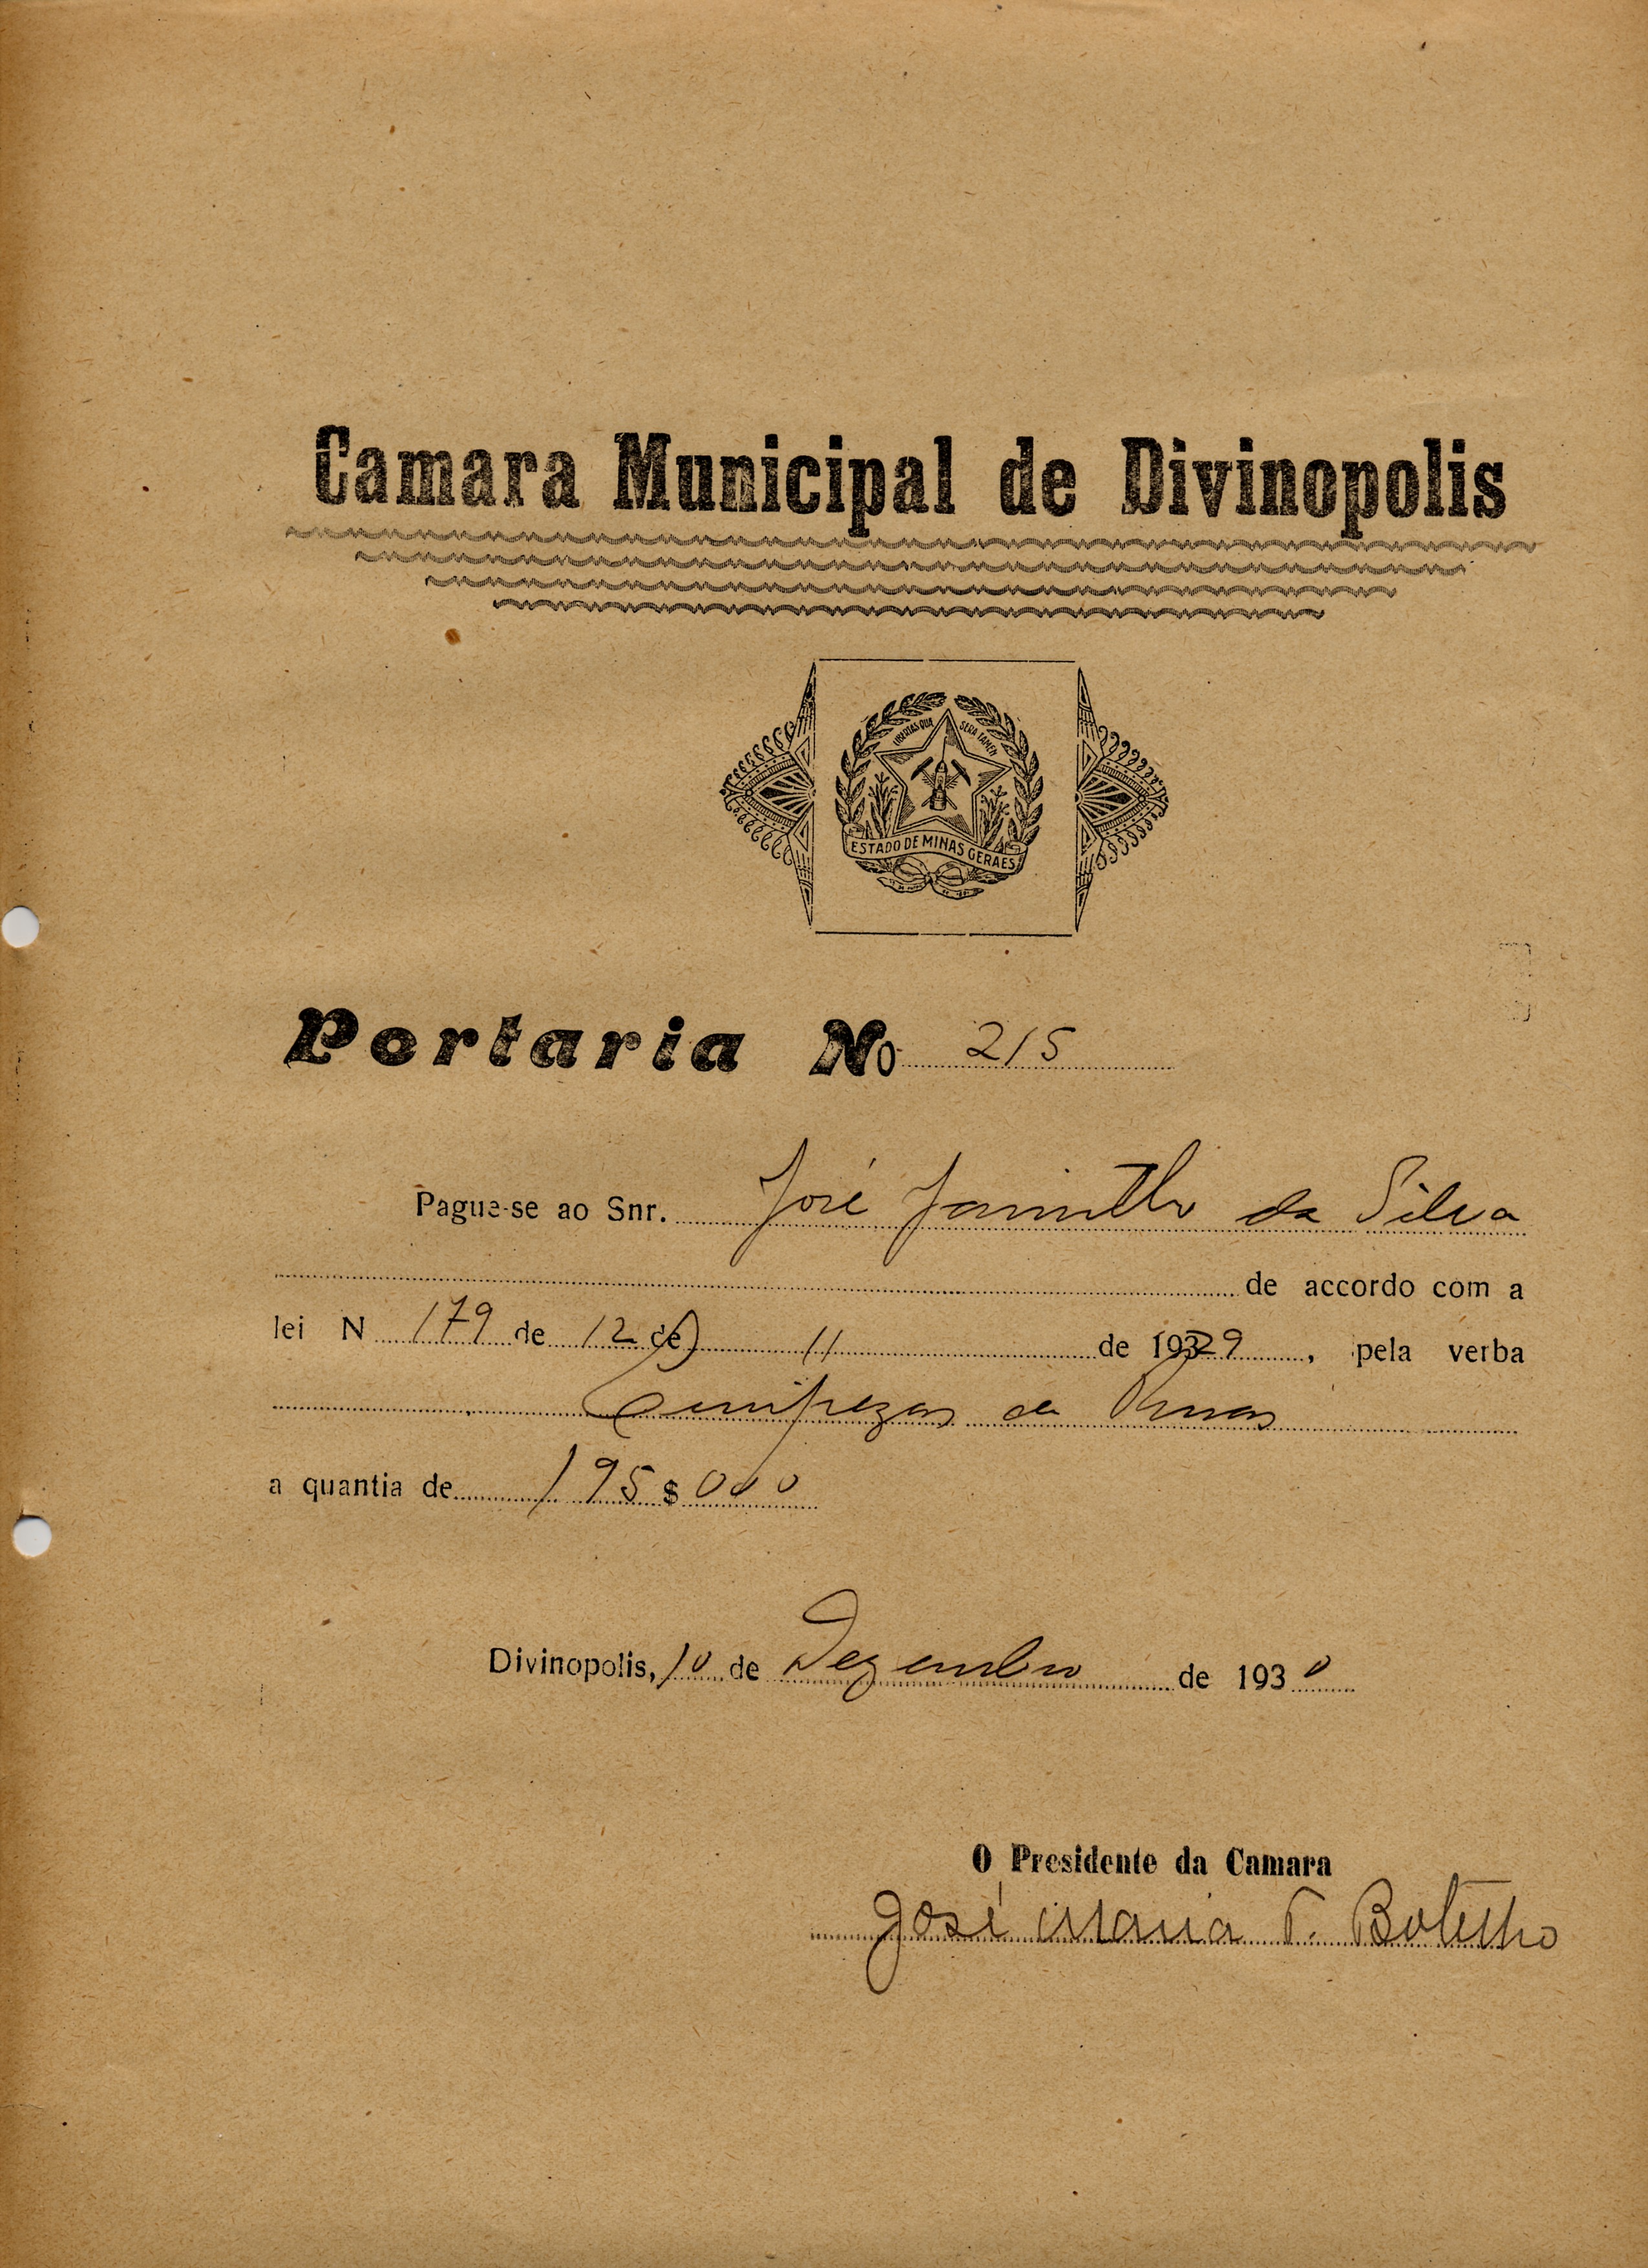 Camara Municipal de Divinopolis
LIBERTAS QUÆ SERA TAMEN
ESTADO DE MINAS GERAES
Portaria No 215
Pague-se ao Snr. José da Silva
de accordo com a
lei N 179 de 12 de 11 de 1929, pela verba
Limpezas de Ruas
a quantia de 195$000
Divinopolis, 10 de Dezembro de 1930
O Presidente da Camara
José Maria P. Botelho